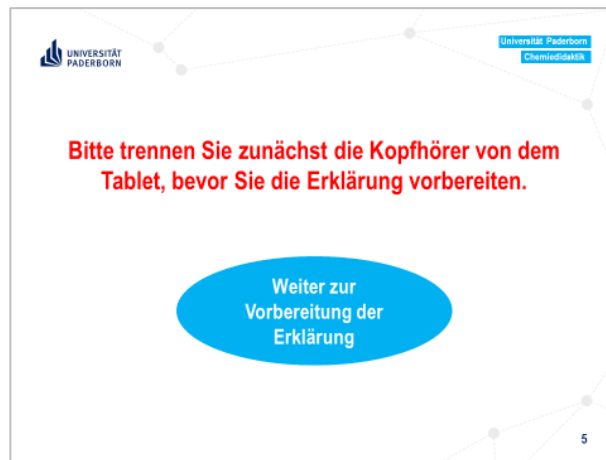 UNIVERSITÄT
PADERBORN
Universität Paderborn
Chemiedidaktik
Bitte trennen Sie zunächst die Kopfhörer von dem
Tablet, bevor Sie die Erklärung vorbereiten.
Weiter zur
Vorbereitung der
Erklärung
5